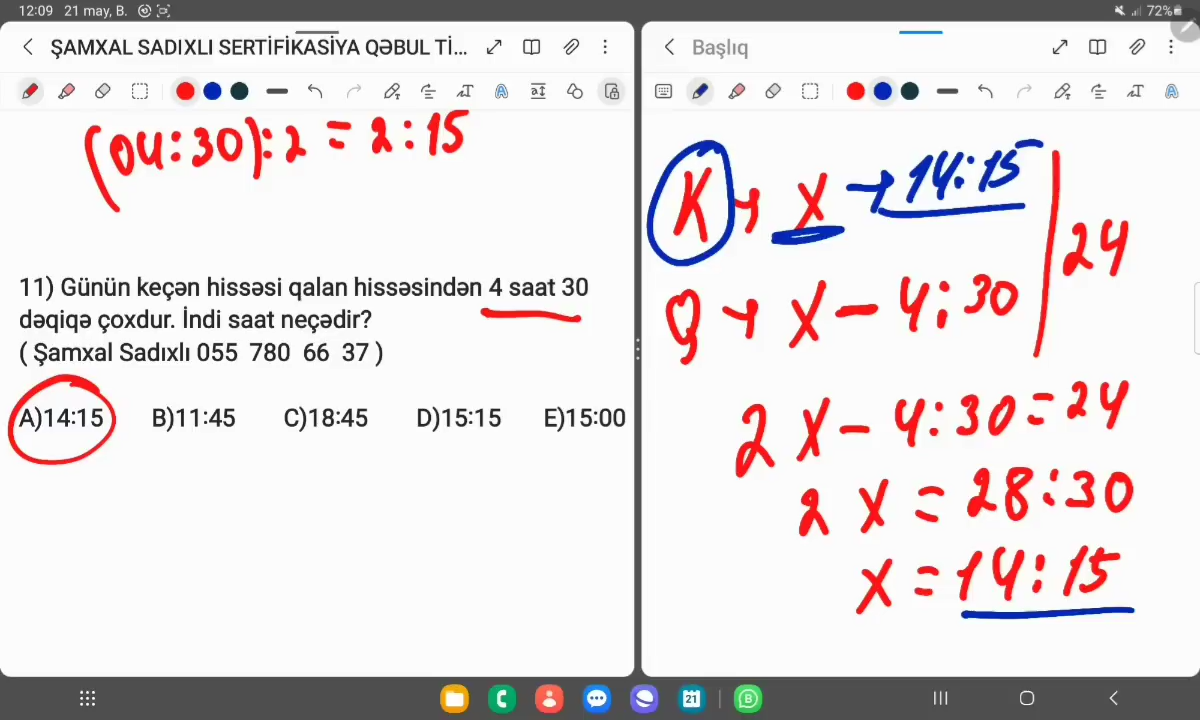 12:09 21 may, B. 72%
ŞAMXAL SADIXLI SERTİFİKASİYA QƏBUL Tİ...
(04:30):2 = 2:15
11) Günün keçən hissəsi qalan hissəsindən 4 saat 30
dəqiqə çoxdur. İndi saat neçədir?
( Şamxal Sadıxlı 055 780 66 37 )
A)14:15 B)11:45 C)18:45 D)15:15 E)15:00
Başlıq
K → X → 14:15
Q → X - 4:30
24
2X - 4:30 = 24
2X = 28:30
X = 14:15
21